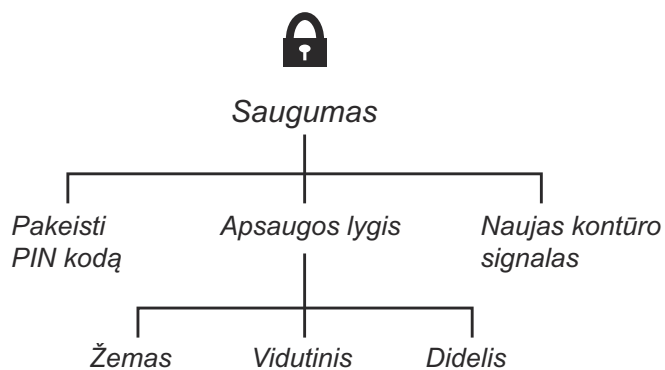 Saugumas
Pakeisti
PIN kodą
Apsaugos lygis
Naujas kontūro
signalas
Žemas
Vidutinis
Didelis